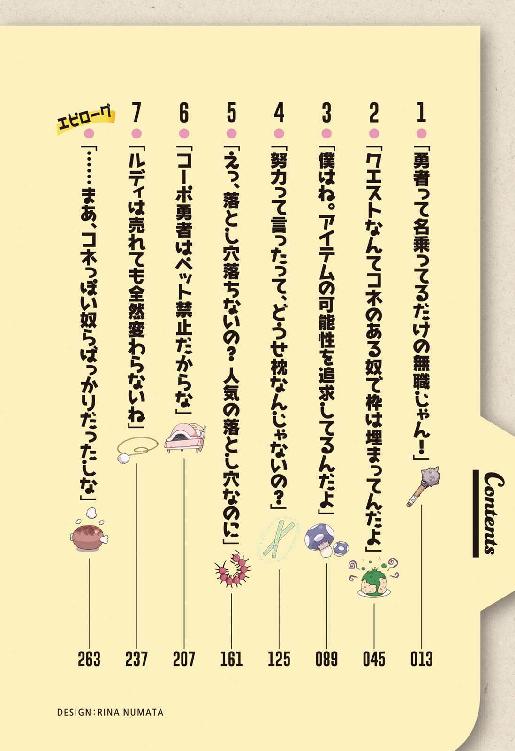 Contents
1「勇者って名乗ってるだけの無職じゃん!」013
2「クエストなんてコネのある奴で枠は埋まってんだよ」045
3「僕はね。アイテムの可能性を追求してるんだよ」089
4「努力って言ったって、どうせ枕なんじゃないの?」125
5「えっ、落とし穴落ちないの? 人気の落とし穴なのに」161
6「コーポ勇者はペット禁止だからな」207
7「ルディは売れても全然変わらないね」237
エピローグ「……まあ、コネっぽい奴らばっかりだったしな」263
DESIGN:RINA NUMATA